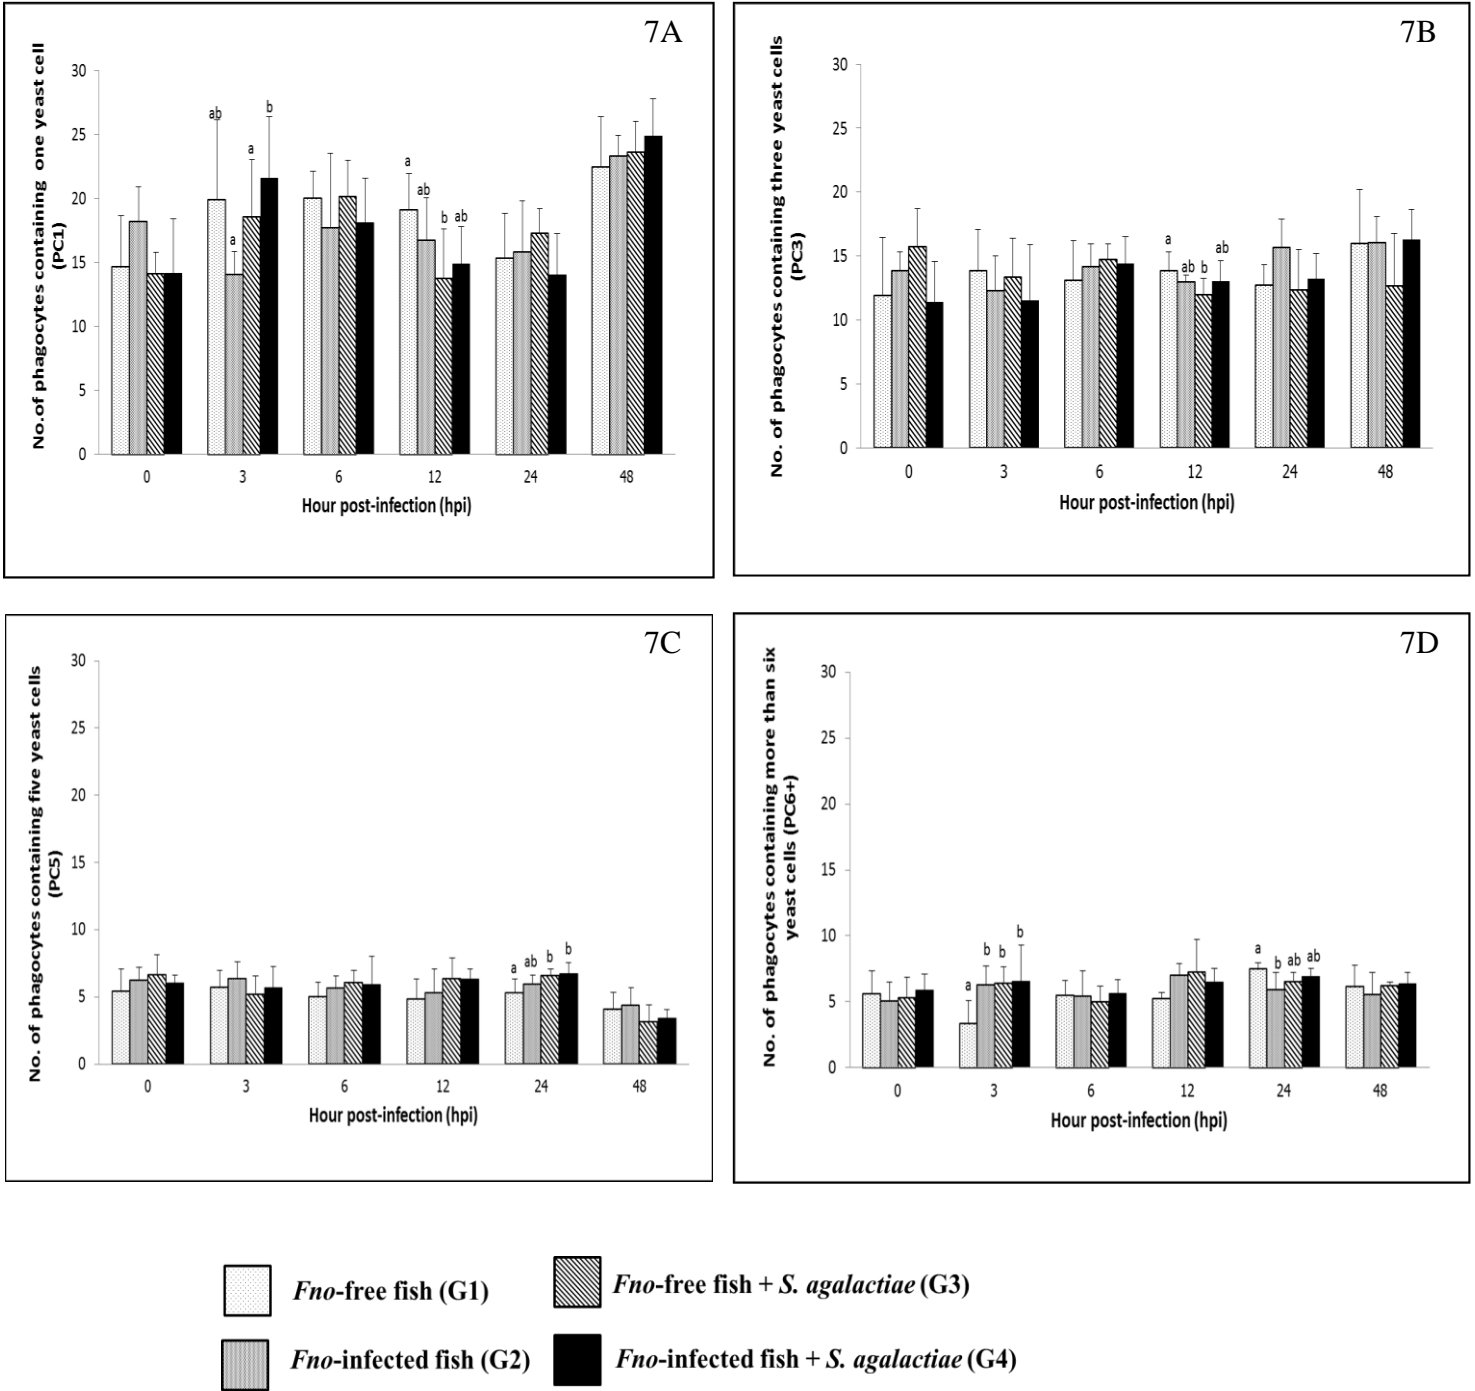 7A
No.of phagocytes containing one yeast cell
(PC1)
30
25
20
15
10
5
0
ab
a
a
b
a
ab
b
ab
0 3 6 12 24 48
Hour post-infection (hpi)
7B
No. of phagocytes containing three yeast cells
(PC3)
30
25
20
15
10
5
0
a
ab
b
ab
0 3 6 12 24 48
Hour post-infection (hpi)
7C
No. of phagocytes containing five yeast cells
(PC5)
30
25
20
15
10
5
0
a
ab
b
b
0 3 6 12 24 48
Hour post-infection (hpi)
7D
No. of phagocytes containing more than six
yeast cells (PC6+)
30
25
20
15
10
5
0
a
b
b
b
a
b
ab
ab
0 3 6 12 24 48
Hour post-infection (hpi)
Fno-free fish (G1)
Fno-free fish + S. agalactiae (G3)
Fno-infected fish (G2)
Fno-infected fish + S. agalactiae (G4)